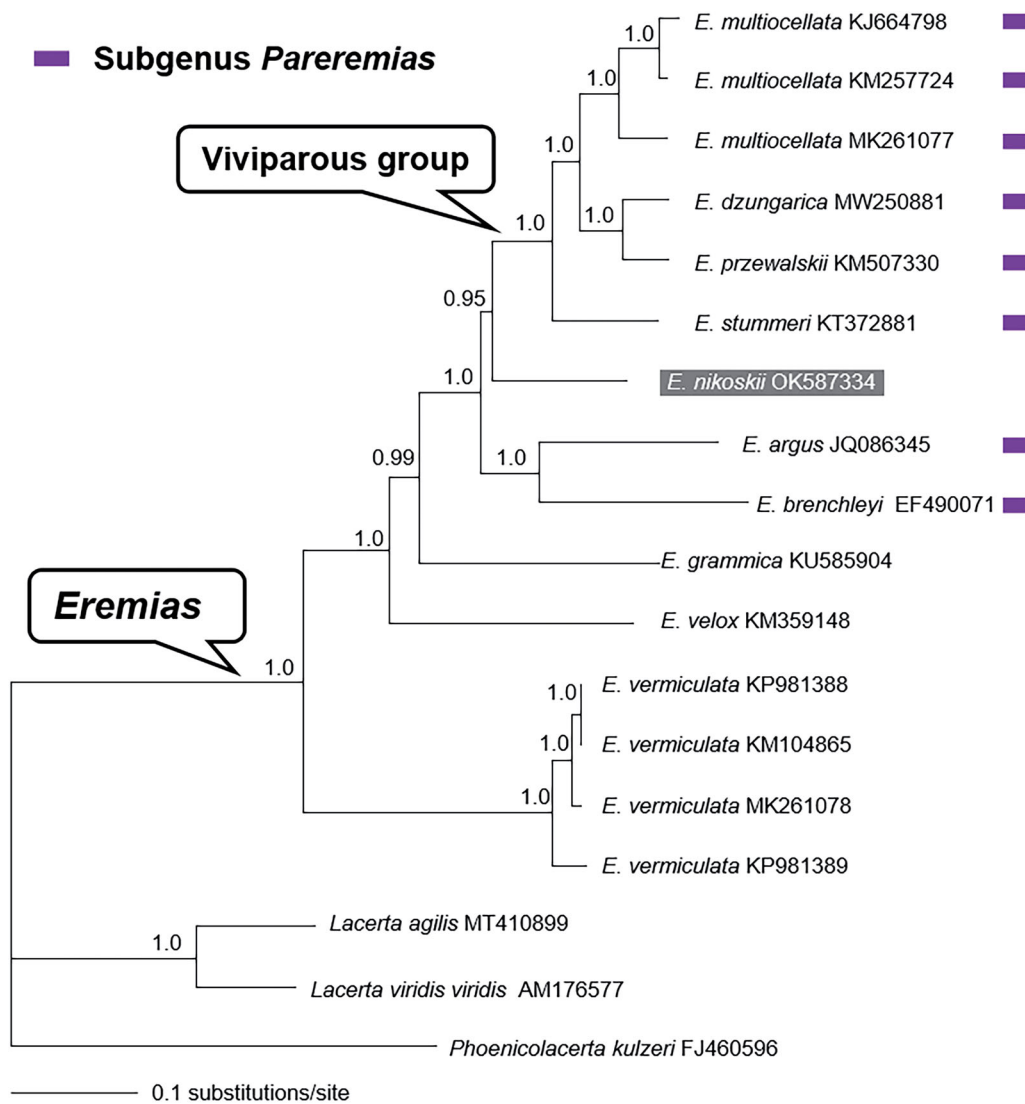 1.0
E. multiocellata KJ664798
Subgenus Pareremias
1.0
E. multiocellata KM257724
Viviparous group
1.0
E. multiocellata MK261077
1.0
1.0
E. dzungarica MW250881
E. przewalskii KM507330
0.95
E. stummeri KT372881
1.0
E. nikoskii OK587334
0.99
1.0
E. argus JQ086345
E. brenchleyi EF490071
1.0
E. grammica KU585904
Eremias
E. velox KM359148
1.0
1.0
E. vermiculata KP981388
1.0
E. vermiculata KM104865
1.0
E. vermiculata MK261078
E. vermiculata KP981389
1.0
Lacerta agilis MT410899
Lacerta viridis viridis AM176577
Phoenicolacerta kulzeri FJ460596
0.1 substitutions/site